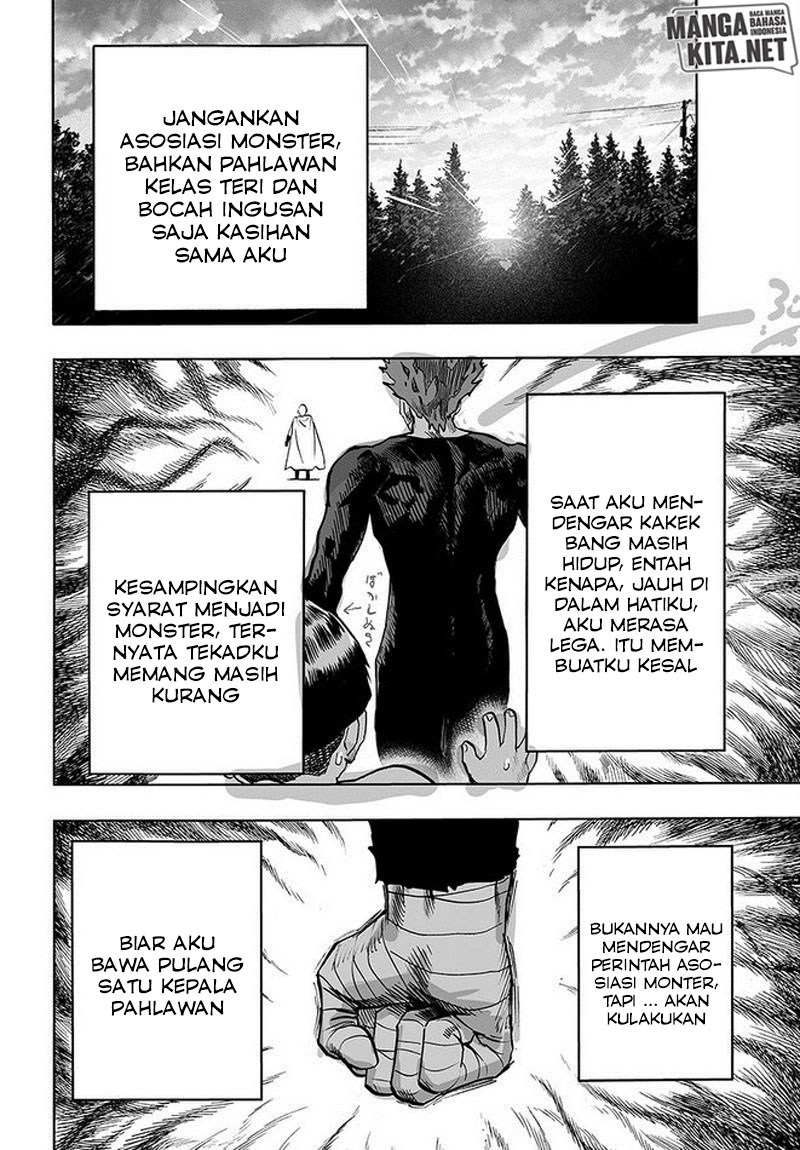 MANGA
KITA.NET
BACA MANGA
BAHASA
INDONESIA
JANGANKAN
ASOSIASI MONSTER,
BAHKAN PAHLAWAN
KELAS TERI DAN
BOCAH INGUSAN
SAJA KASIHAN
SAMA AKU
30
SAAT AKU MEN-
DENGAR KAKEK
BANG MASIH
HIDUP, ENTAH
KENAPA, JAUH DI
DALAM HATIKU,
AKU MERASA
LEGA. ITU MEM-
BUATKU KESAL
KESAMPINGKAN
SYARAT MENJADI
MONSTER, TER-
NYATA TEKADKU
MEMANG MASIH
KURANG
BUKANNYA MAU
MENDENGAR
PERINTAH ASO-
SIASI MONTER,
TAPI ... AKAN
KULAKUKAN
BIAR AKU
BAWA PULANG
SATU KEPALA
PAHLAWAN